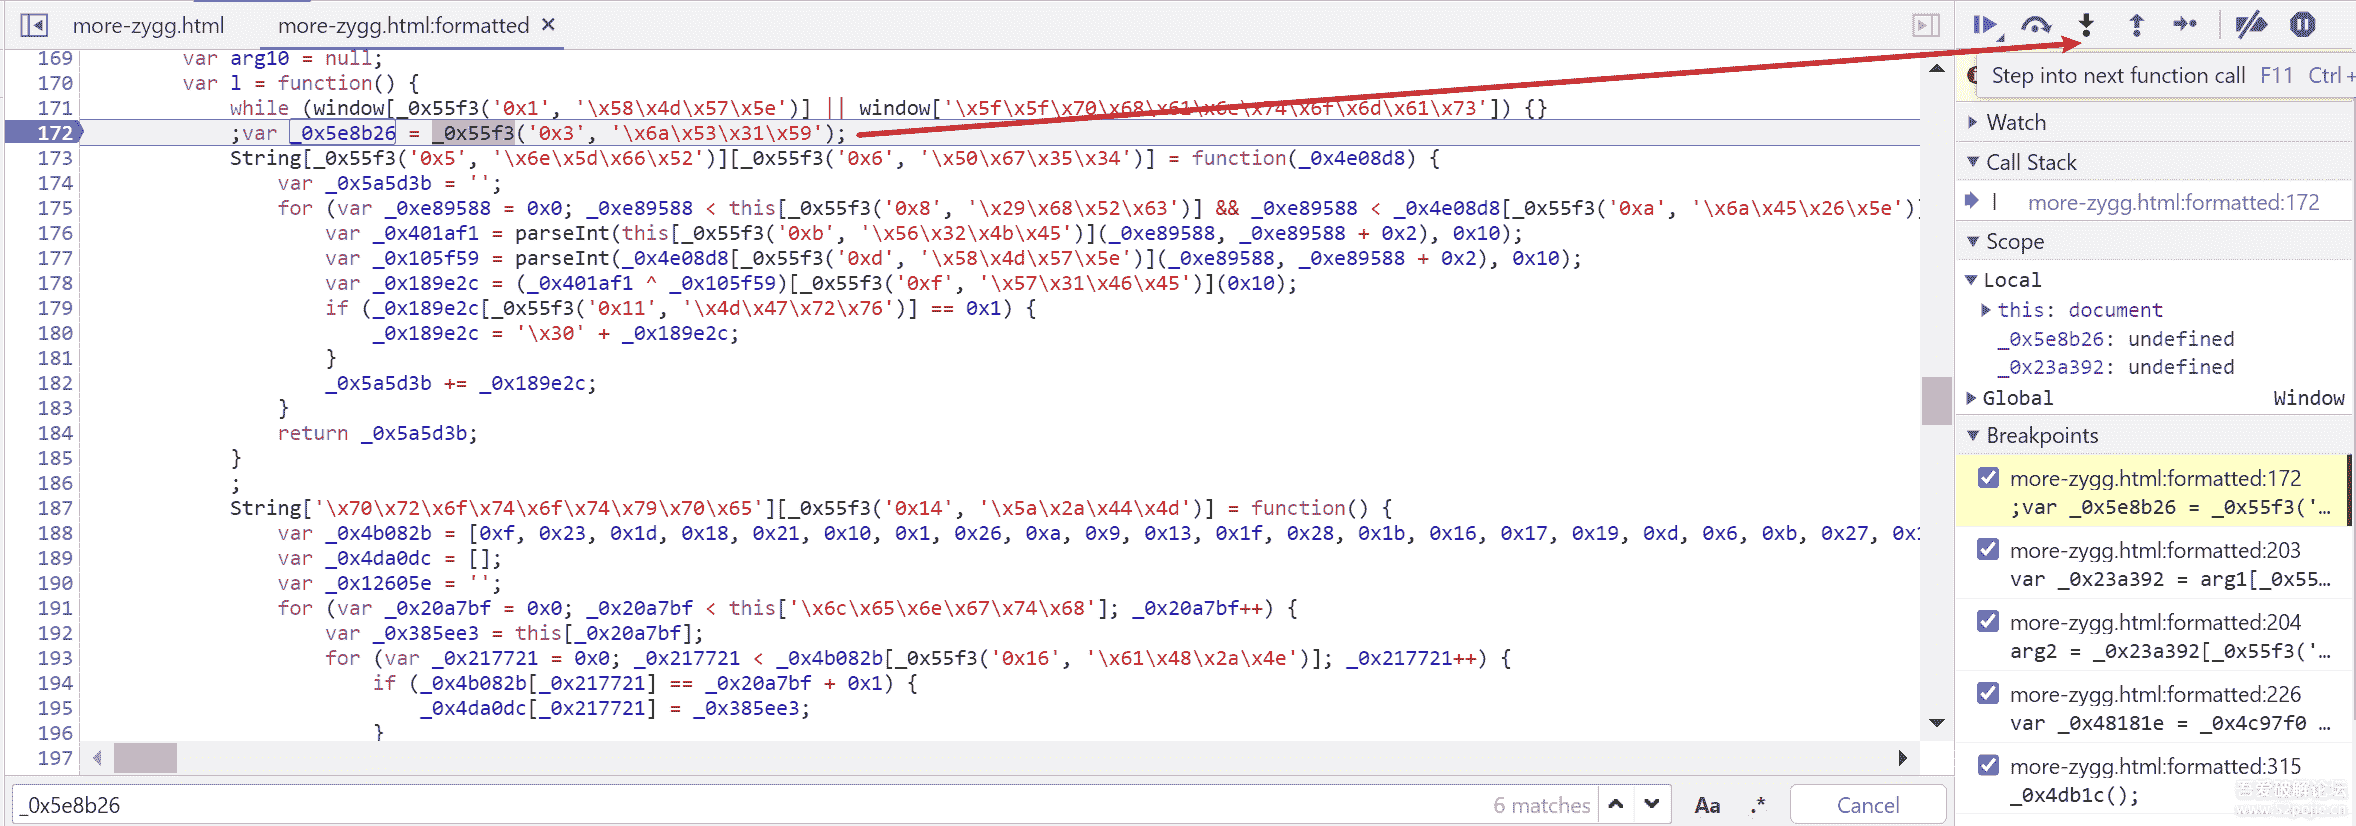 more-zygg.html
more-zygg.html:formatted ×
169 var arg10 = null;
170 var l = function() {
171 while (window[_0x55f3('0x1', '\x58\x4d\x57\x5e')] || window['\x5f\x5f\x70\x68\x61\x6e\x74\x6f\x6d\x61\x73']) {}
172 ;var _0x5e8b26 = _0x55f3('0x3', '\x6a\x53\x31\x59');
173 String[_0x55f3('0x5', '\x6e\x5d\x66\x52')][_0x55f3('0x6', '\x50\x67\x35\x34')] = function(_0x4e08d8) {
174 var _0x5a5d3b = '';
175 for (var _0xe89588 = 0x0; _0xe89588 < this[_0x55f3('0x8', '\x29\x68\x52\x63')] && _0xe89588 < _0x4e08d8[_0x55f3('0xa', '\x6a\x45\x26\x5e')]
176 var _0x401af1 = parseInt(this[_0x55f3('0xb', '\x56\x32\x4b\x45')](_0xe89588, _0xe89588 + 0x2), 0x10);
177 var _0x105f59 = parseInt(_0x4e08d8[_0x55f3('0xd', '\x58\x4d\x57\x5e')](_0xe89588, _0xe89588 + 0x2), 0x10);
178 var _0x189e2c = (_0x401af1 ^ _0x105f59)[_0x55f3('0xf', '\x57\x31\x46\x45')](0x10);
179 if (_0x189e2c[_0x55f3('0x11', '\x4d\x47\x72\x76')] == 0x1) {
180 _0x189e2c = '\x30' + _0x189e2c;
181 }
182 _0x5a5d3b += _0x189e2c;
183 }
184 return _0x5a5d3b;
185 }
186 ;
187 String['\x70\x72\x6f\x74\x6f\x74\x79\x70\x65'][_0x55f3('0x14', '\x5a\x2a\x44\x4d')] = function() {
188 var _0x4b082b = [0xf, 0x23, 0x1d, 0x18, 0x21, 0x10, 0x1, 0x26, 0xa, 0x9, 0x13, 0x1f, 0x28, 0x1b, 0x16, 0x17, 0x19, 0xd, 0x6, 0xb, 0x27, 0x
189 var _0x4da0dc = [];
190 var _0x12605e = '';
191 for (var _0x20a7bf = 0x0; _0x20a7bf < this['\x6c\x65\x6e\x67\x74\x68']; _0x20a7bf++) {
192 var _0x385ee3 = this[_0x20a7bf];
193 for (var _0x217721 = 0x0; _0x217721 < _0x4b082b[_0x55f3('0x16', '\x61\x48\x2a\x4e')]; _0x217721++) {
194 if (_0x4b082b[_0x217721] == _0x20a7bf + 0x1) {
195 _0x4da0dc[_0x217721] = _0x385ee3;
196 }
197
_0x5e8b26
6 matches
Aa
.*
Cancel
Step into next function call F11 Ctrl +
Watch
Call Stack
l more-zygg.html:formatted:172
Scope
Local
this: document
_0x5e8b26: undefined
_0x23a392: undefined
Global Window
Breakpoints
more-zygg.html:formatted:172
;var _0x5e8b26 = _0x55f3('…
more-zygg.html:formatted:203
var _0x23a392 = arg1[_0x55…
more-zygg.html:formatted:204
arg2 = _0x23a392[_0x55f3('…
more-zygg.html:formatted:226
var _0x48181e = _0x4c97f0 …
more-zygg.html:formatted:315
_0x4db1c();
吾爱破解论坛
www.52pojie.cn